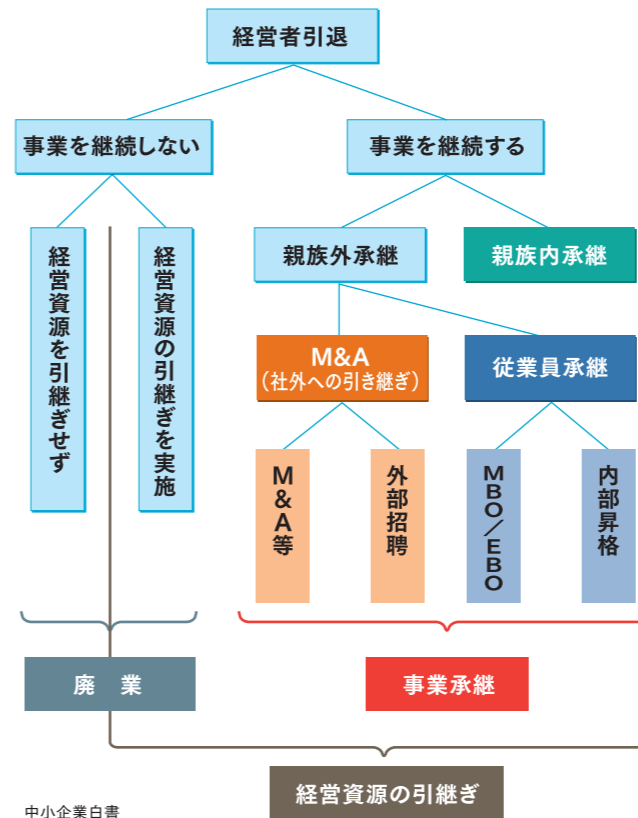 経営者引退
事業を継続しない
事業を継続する
経営資源を引継ぎせず
経営資源の引継ぎを実施
親族外承継
親族内承継
M&A
（社外への引き継ぎ）
従業員承継
M&A等
外部招聘
MBO／EBO
内部昇格
廃　業
事業承継
経営資源の引継ぎ
中小企業白書